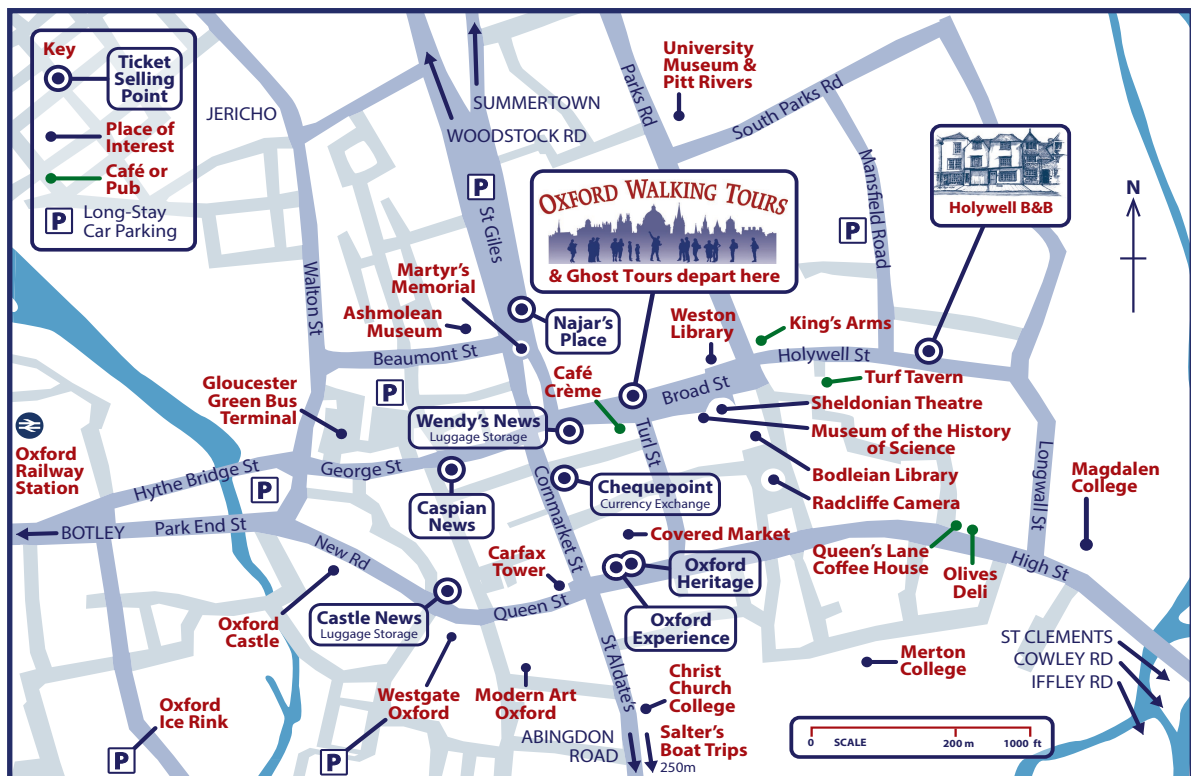 Key
Ticket
Selling
Point
Place of
Interest
Café or
Pub
P
Long-Stay
Car Parking
JERICHO
SUMMERTOWN
WOODSTOCK RD
University
Museum &
Pitt Rivers
Parks Rd
South Parks Rd
Mansfield Road
Holywell B&B
N
P
St Giles
OXFORD WALKING TOURS
& Ghost Tours depart here
P
Walton St
Martyr's
Memorial
Ashmolean
Museum
Najar's
Place
Weston
Library
King's Arms
Beaumont St
Holywell St
Gloucester
Green Bus
Terminal
P
Café
Crème
Broad St
Turf Tavern
Sheldonian Theatre
Museum of the History
of Science
Wendy's News
Luggage Storage
Turl St
Oxford
Railway
Station
Hythe Bridge St
George St
Bodleian Library
Radcliffe Camera
Longwall St
Magdalen
College
P
Caspian
News
Cornmarket St
Chequepoint
Currency Exchange
BOTLEY
Park End St
New Rd
Covered Market
Carfax
Tower
Oxford
Heritage
Queen's Lane
Coffee House
Olives
Deli
High St
Oxford
Castle
Castle News
Luggage Storage
Queen St
Oxford
Experience
St Aldate's
Merton
College
ST CLEMENTS
COWLEY RD
IFFLEY RD
Oxford
Ice Rink
P
Westgate
Oxford
P
Modern Art
Oxford
Christ
Church
College
ABINGDON
ROAD
Salter's
Boat Trips
250m
0 SCALE 200 m 1000 ft